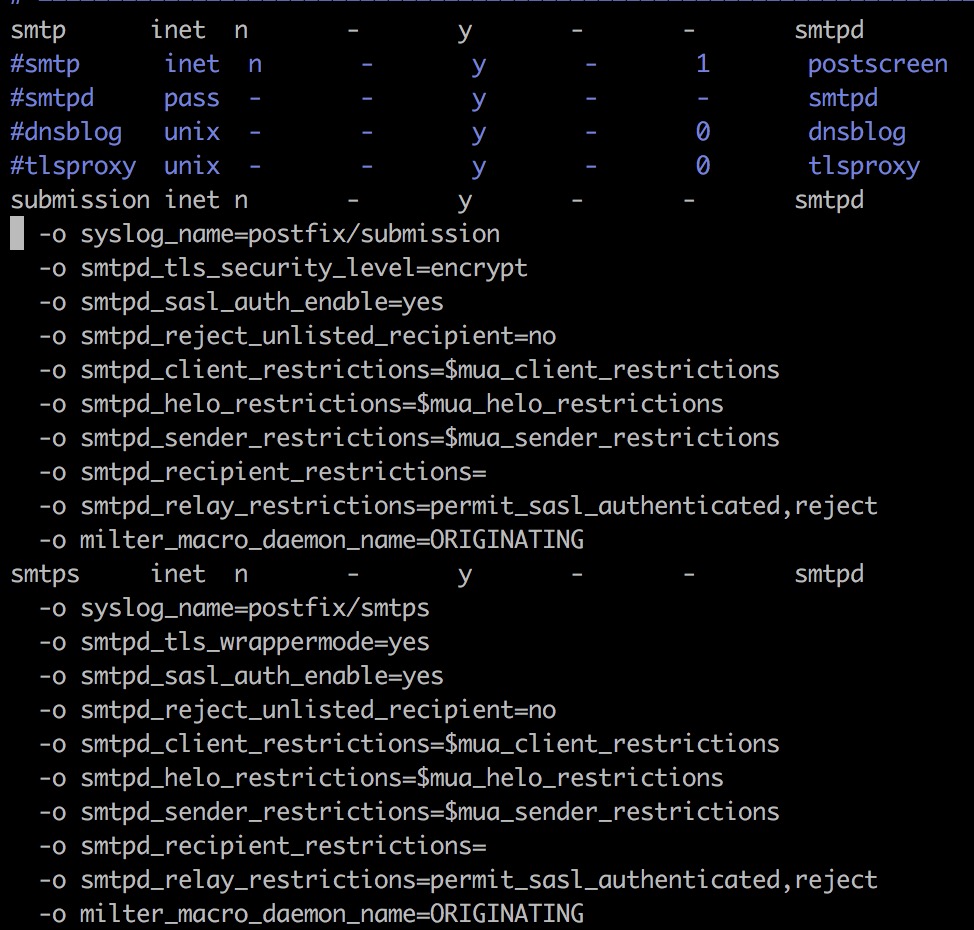 smtp      inet  n       -       y       -       -       smtpd
#smtp      inet  n       -       y       -       1       postscreen
#smtpd     pass  -       -       y       -       -       smtpd
#dnsblog   unix  -       -       y       -       0       dnsblog
#tlsproxy  unix  -       -       y       -       0       tlsproxy
submission inet n       -       y       -       -       smtpd
  -o syslog_name=postfix/submission
  -o smtpd_tls_security_level=encrypt
  -o smtpd_sasl_auth_enable=yes
  -o smtpd_reject_unlisted_recipient=no
  -o smtpd_client_restrictions=$mua_client_restrictions
  -o smtpd_helo_restrictions=$mua_helo_restrictions
  -o smtpd_sender_restrictions=$mua_sender_restrictions
  -o smtpd_recipient_restrictions=
  -o smtpd_relay_restrictions=permit_sasl_authenticated,reject
  -o milter_macro_daemon_name=ORIGINATING
smtps     inet  n       -       y       -       -       smtpd
  -o syslog_name=postfix/smtps
  -o smtpd_tls_wrappermode=yes
  -o smtpd_sasl_auth_enable=yes
  -o smtpd_reject_unlisted_recipient=no
  -o smtpd_client_restrictions=$mua_client_restrictions
  -o smtpd_helo_restrictions=$mua_helo_restrictions
  -o smtpd_sender_restrictions=$mua_sender_restrictions
  -o smtpd_recipient_restrictions=
  -o smtpd_relay_restrictions=permit_sasl_authenticated,reject
  -o milter_macro_daemon_name=ORIGINATING